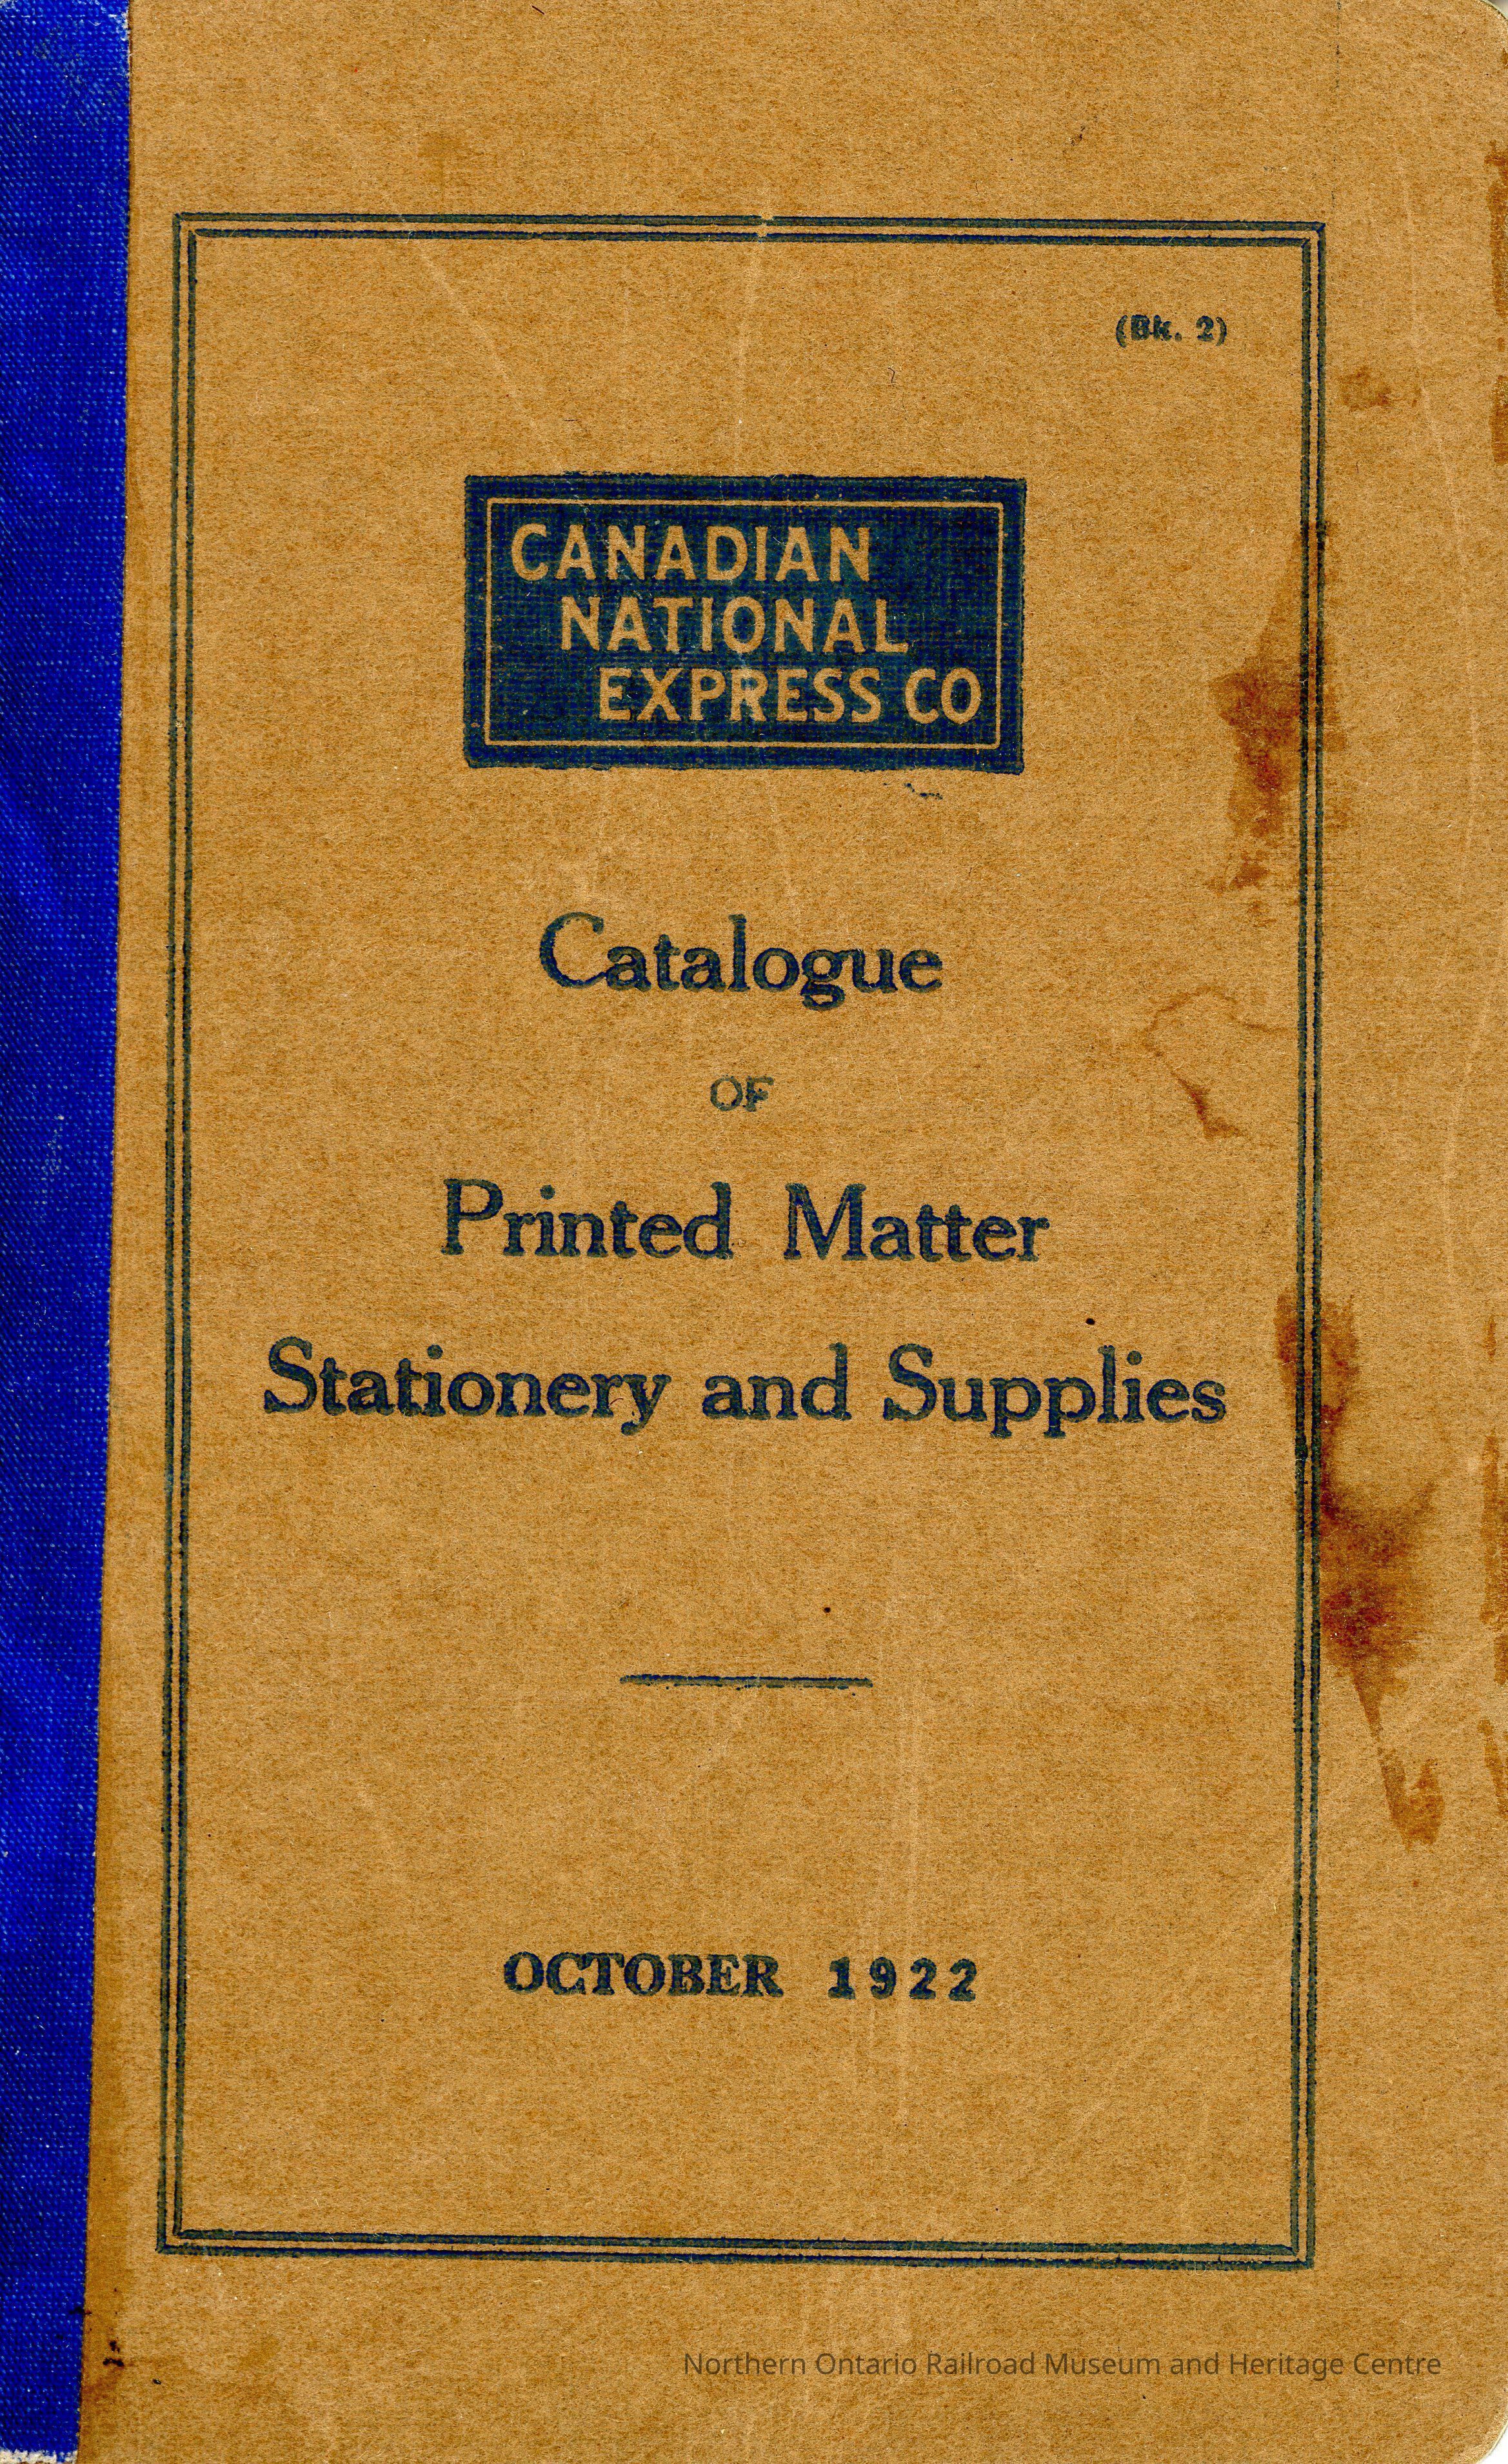 (Bk. 2)
CANADIAN
NATIONAL
EXPRESS CO
Catalogue
OF
Printed Matter
Stationery and Supplies
OCTOBER 1922
Northern Ontario Railroad Museum and Heritage Centre